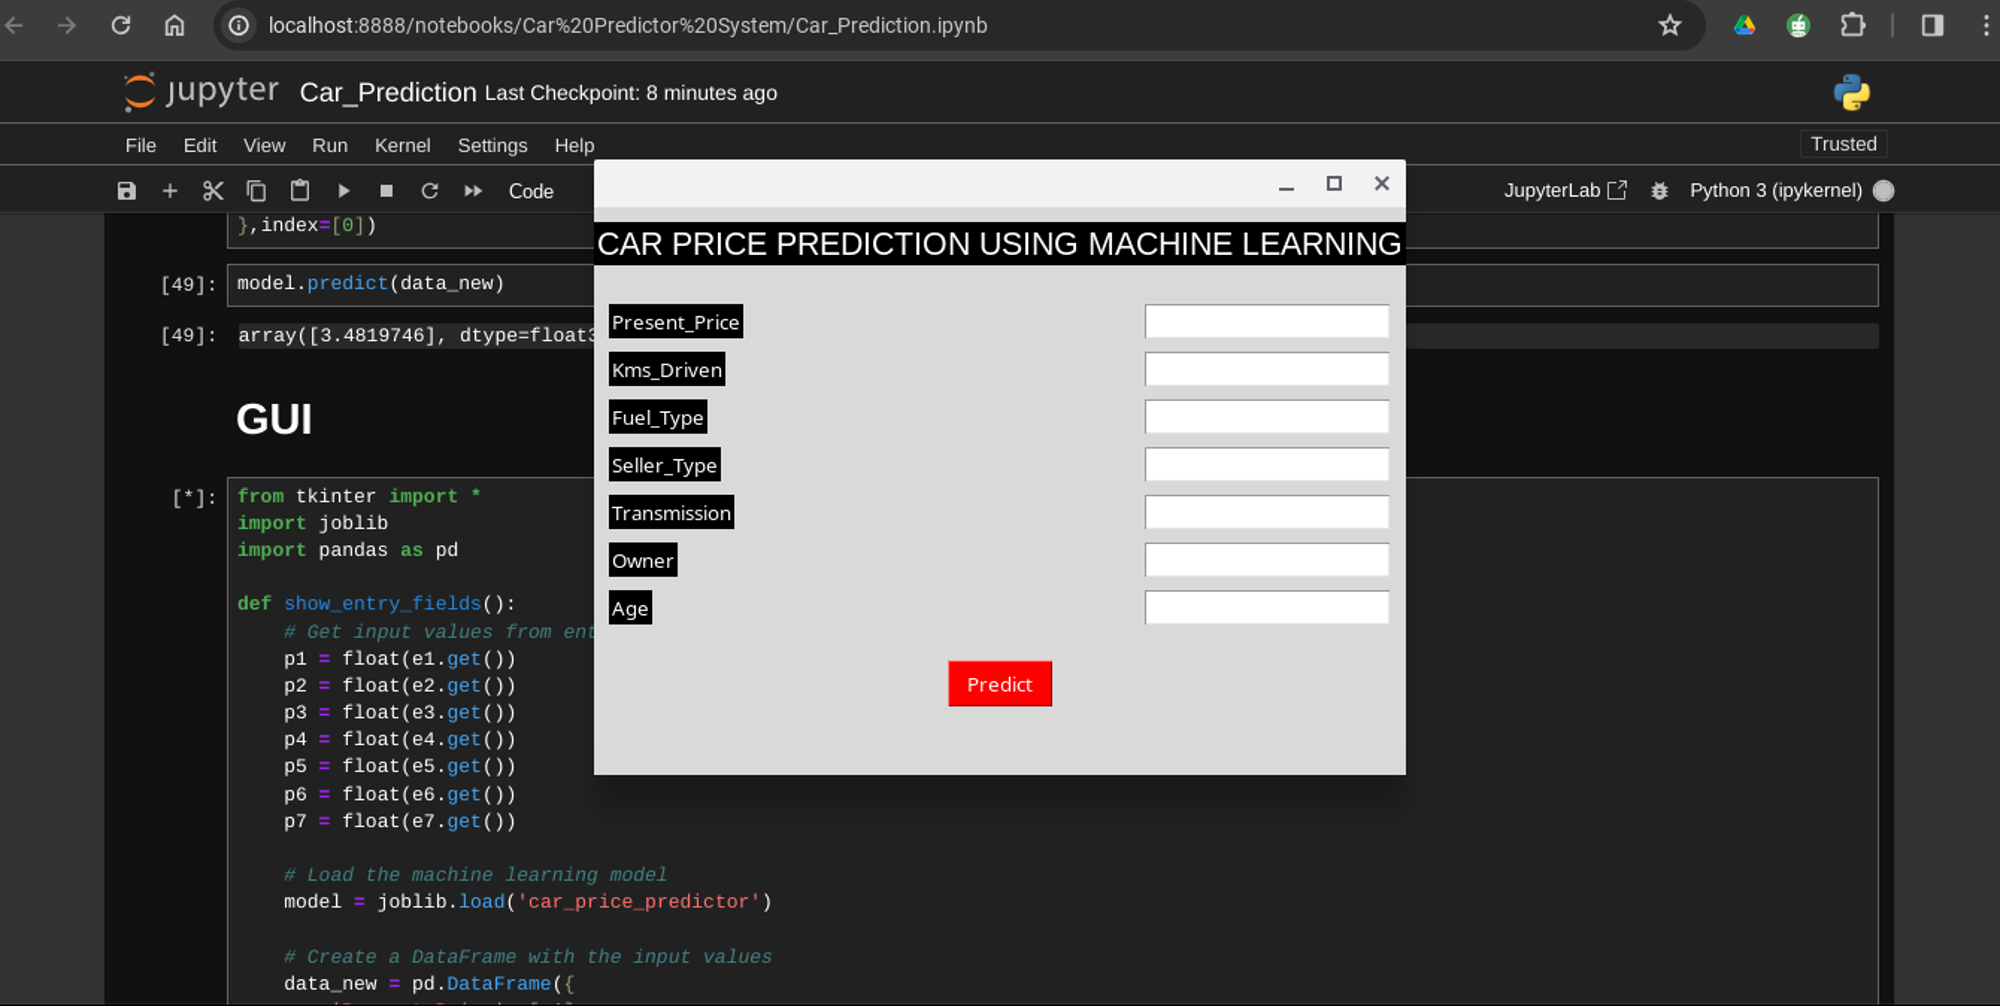 localhost:8888/notebooks/Car%20Predictor%20System/Car_Prediction.ipynb
jupyter Car_Prediction Last Checkpoint: 8 minutes ago
File Edit View Run Kernel Settings Help Trusted
Code JupyterLab Python 3 (ipykernel)
},index=[0])
[49]: model.predict(data_new)
[49]: array([3.4819746], dtype=float3
GUI
[*]: from tkinter import *
import joblib
import pandas as pd
def show_entry_fields():
# Get input values from ent
p1 = float(e1.get())
p2 = float(e2.get())
p3 = float(e3.get())
p4 = float(e4.get())
p5 = float(e5.get())
p6 = float(e6.get())
p7 = float(e7.get())
# Load the machine learning model
model = joblib.load('car_price_predictor')
# Create a DataFrame with the input values
data_new = pd.DataFrame({
CAR PRICE PREDICTION USING MACHINE LEARNING
Present_Price
Kms_Driven
Fuel_Type
Seller_Type
Transmission
Owner
Age
Predict